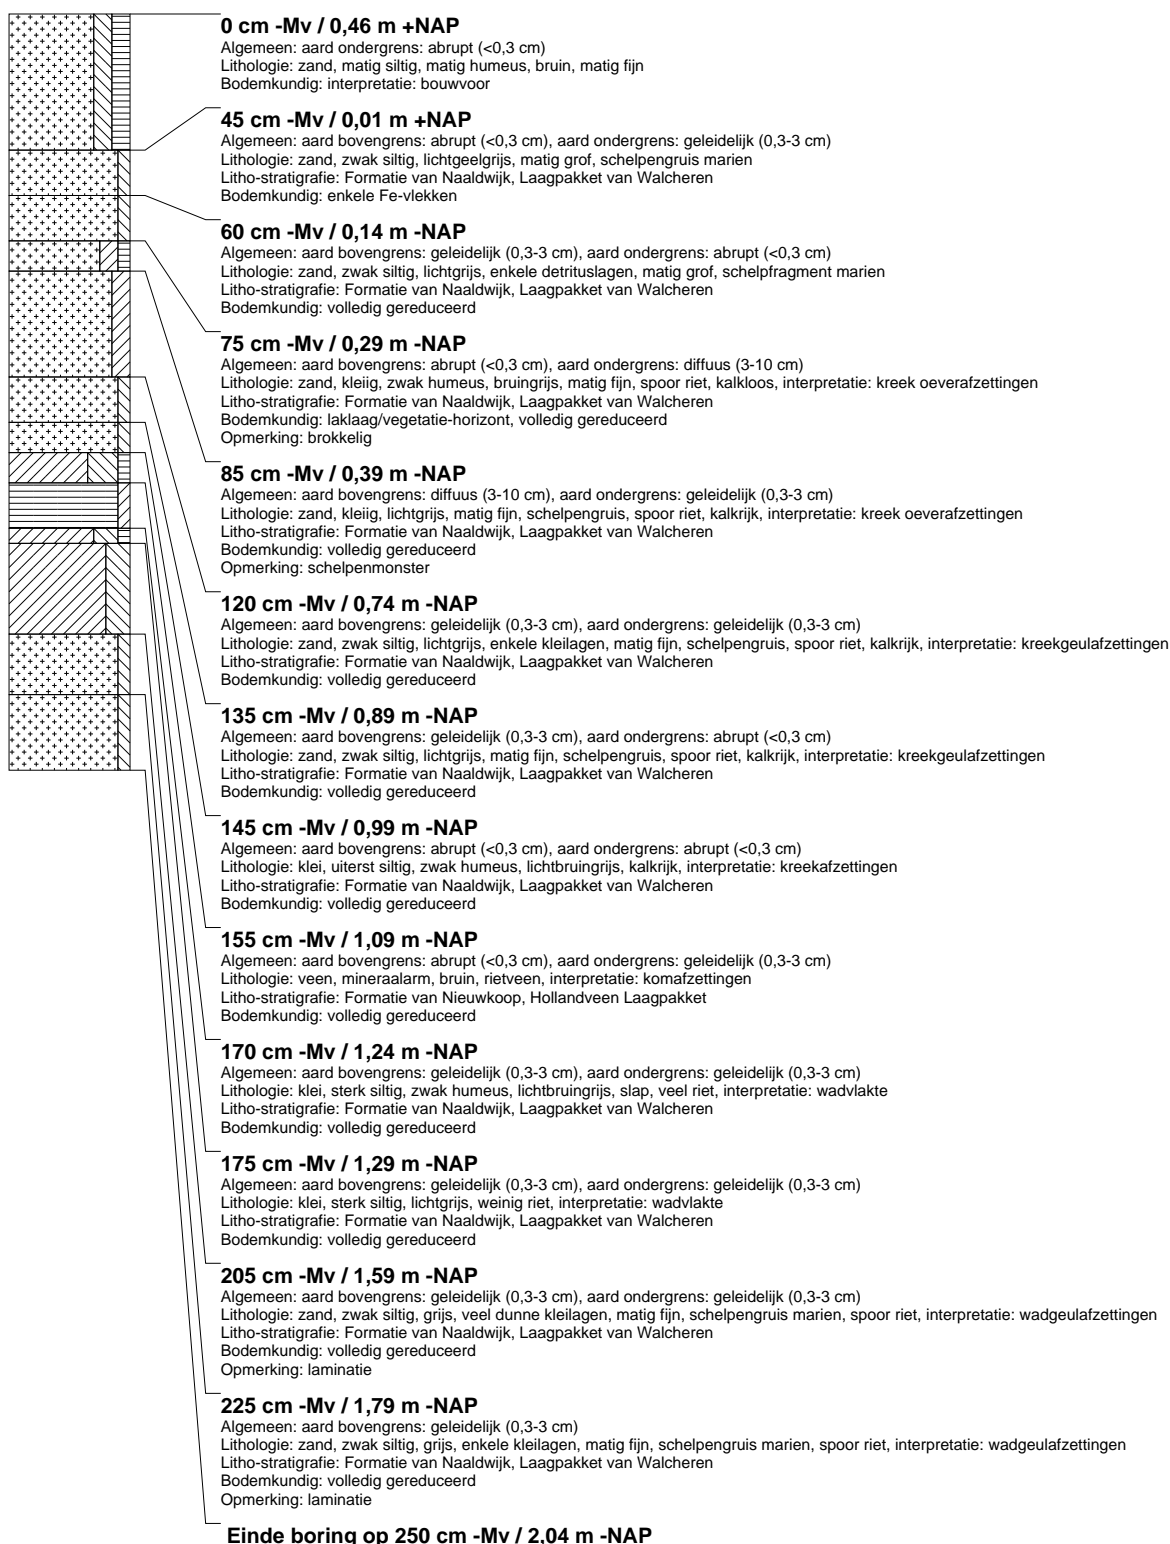 0 cm -Mv / 0,46 m +NAP
Algemeen: aard ondergrens: abrupt (<0,3 cm)
Lithologie: zand, matig siltig, matig humeus, bruin, matig fijn
Bodemkundig: interpretatie: bouwvoor
45 cm -Mv / 0,01 m +NAP
Algemeen: aard bovengrens: abrupt (<0,3 cm), aard ondergrens: geleidelijk (0,3-3 cm)
Lithologie: zand, zwak siltig, lichtgeelgrijs, matig grof, schelpengruis marien
Litho-stratigrafie: Formatie van Naaldwijk, Laagpakket van Walcheren
Bodemkundig: enkele Fe-vlekken
60 cm -Mv / 0,14 m -NAP
Algemeen: aard bovengrens: geleidelijk (0,3-3 cm), aard ondergrens: abrupt (<0,3 cm)
Lithologie: zand, zwak siltig, lichtgrijs, enkele detrituslagen, matig grof, schelpfragment marien
Litho-stratigrafie: Formatie van Naaldwijk, Laagpakket van Walcheren
Bodemkundig: volledig gereduceerd
75 cm -Mv / 0,29 m -NAP
Algemeen: aard bovengrens: abrupt (<0,3 cm), aard ondergrens: diffuus (3-10 cm)
Lithologie: zand, kleiig, zwak humeus, bruingrijs, matig fijn, spoor riet, kalkloos, interpretatie: kreek oeverafzettingen
Litho-stratigrafie: Formatie van Naaldwijk, Laagpakket van Walcheren
Bodemkundig: laklaag/vegetatie-horizont, volledig gereduceerd
Opmerking: brokkelig
85 cm -Mv / 0,39 m -NAP
Algemeen: aard bovengrens: diffuus (3-10 cm), aard ondergrens: geleidelijk (0,3-3 cm)
Lithologie: zand, kleiig, lichtgrijs, matig fijn, schelpengruis, spoor riet, kalkrijk, interpretatie: kreek oeverafzettingen
Litho-stratigrafie: Formatie van Naaldwijk, Laagpakket van Walcheren
Bodemkundig: volledig gereduceerd
Opmerking: schelpenmonster
120 cm -Mv / 0,74 m -NAP
Algemeen: aard bovengrens: geleidelijk (0,3-3 cm), aard ondergrens: geleidelijk (0,3-3 cm)
Lithologie: zand, zwak siltig, lichtgrijs, enkele kleilagen, matig fijn, schelpengruis, spoor riet, kalkrijk, interpretatie: kreekgeulafzettingen
Litho-stratigrafie: Formatie van Naaldwijk, Laagpakket van Walcheren
Bodemkundig: volledig gereduceerd
135 cm -Mv / 0,89 m -NAP
Algemeen: aard bovengrens: geleidelijk (0,3-3 cm), aard ondergrens: abrupt (<0,3 cm)
Lithologie: zand, zwak siltig, lichtgrijs, matig fijn, schelpengruis, spoor riet, kalkrijk, interpretatie: kreekgeulafzettingen
Litho-stratigrafie: Formatie van Naaldwijk, Laagpakket van Walcheren
Bodemkundig: volledig gereduceerd
145 cm -Mv / 0,99 m -NAP
Algemeen: aard bovengrens: abrupt (<0,3 cm), aard ondergrens: abrupt (<0,3 cm)
Lithologie: klei, uiterst siltig, zwak humeus, lichtbruingrijs, kalkrijk, interpretatie: kreekafzettingen
Litho-stratigrafie: Formatie van Naaldwijk, Laagpakket van Walcheren
Bodemkundig: volledig gereduceerd
155 cm -Mv / 1,09 m -NAP
Algemeen: aard bovengrens: abrupt (<0,3 cm), aard ondergrens: geleidelijk (0,3-3 cm)
Lithologie: veen, mineraalarm, bruin, rietveen, interpretatie: komafzettingen
Litho-stratigrafie: Formatie van Nieuwkoop, Hollandveen Laagpakket
Bodemkundig: volledig gereduceerd
170 cm -Mv / 1,24 m -NAP
Algemeen: aard bovengrens: geleidelijk (0,3-3 cm), aard ondergrens: geleidelijk (0,3-3 cm)
Lithologie: klei, sterk siltig, zwak humeus, lichtbruingrijs, slap, veel riet, interpretatie: wadvlakte
Litho-stratigrafie: Formatie van Naaldwijk, Laagpakket van Walcheren
Bodemkundig: volledig gereduceerd
175 cm -Mv / 1,29 m -NAP
Algemeen: aard bovengrens: geleidelijk (0,3-3 cm), aard ondergrens: geleidelijk (0,3-3 cm)
Lithologie: klei, sterk siltig, lichtgrijs, weinig riet, interpretatie: wadvlakte
Litho-stratigrafie: Formatie van Naaldwijk, Laagpakket van Walcheren
Bodemkundig: volledig gereduceerd
205 cm -Mv / 1,59 m -NAP
Algemeen: aard bovengrens: geleidelijk (0,3-3 cm), aard ondergrens: geleidelijk (0,3-3 cm)
Lithologie: zand, zwak siltig, grijs, veel dunne kleilagen, matig fijn, schelpengruis marien, spoor riet, interpretatie: wadgeulafzettingen
Litho-stratigrafie: Formatie van Naaldwijk, Laagpakket van Walcheren
Bodemkundig: volledig gereduceerd
Opmerking: laminatie
225 cm -Mv / 1,79 m -NAP
Algemeen: aard bovengrens: geleidelijk (0,3-3 cm)
Lithologie: zand, zwak siltig, grijs, enkele kleilagen, matig fijn, schelpengruis marien, spoor riet, interpretatie: wadgeulafzettingen
Litho-stratigrafie: Formatie van Naaldwijk, Laagpakket van Walcheren
Bodemkundig: volledig gereduceerd
Opmerking: laminatie
Einde boring op 250 cm -Mv / 2,04 m -NAP